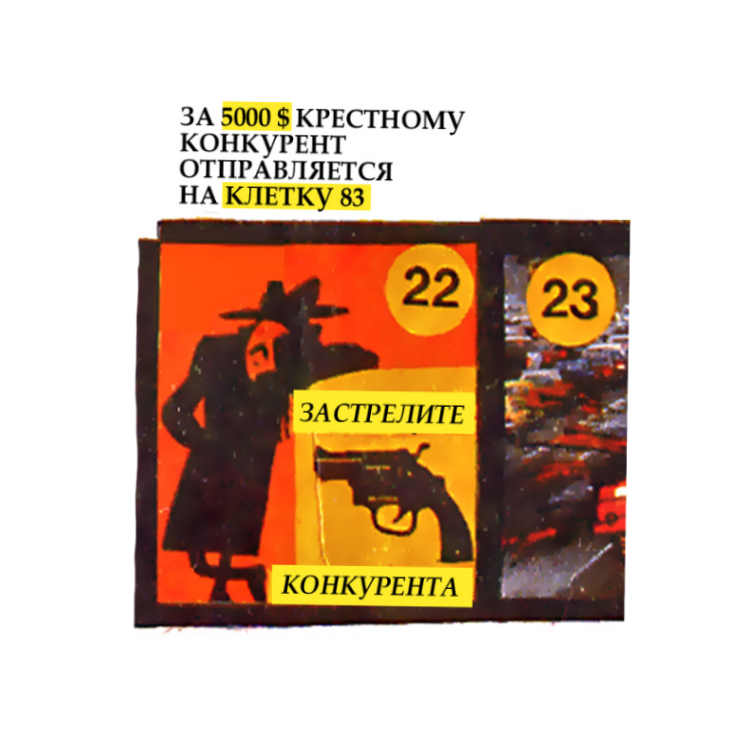 ЗА 5000 $ КРЕСТНОМУ
КОНКУРЕНТ
ОТПРАВЛЯЕТСЯ
НА КЛЕТКУ 83
22
23
ЗАСТРЕЛИТЕ
КОНКУРЕНТА